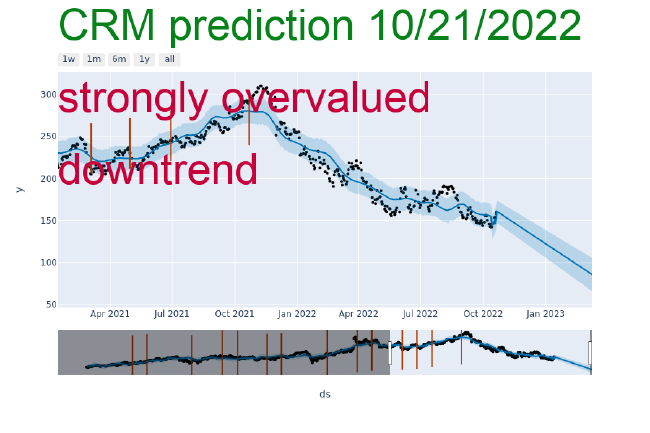 CRM prediction 10/21/2022
1w 1m 6m 1y all
strongly overvalued
downtrend
y
300
250
200
150
100
50
Apr 2021 Jul 2021 Oct 2021 Jan 2022 Apr 2022 Jul 2022 Oct 2022 Jan 2023
ds